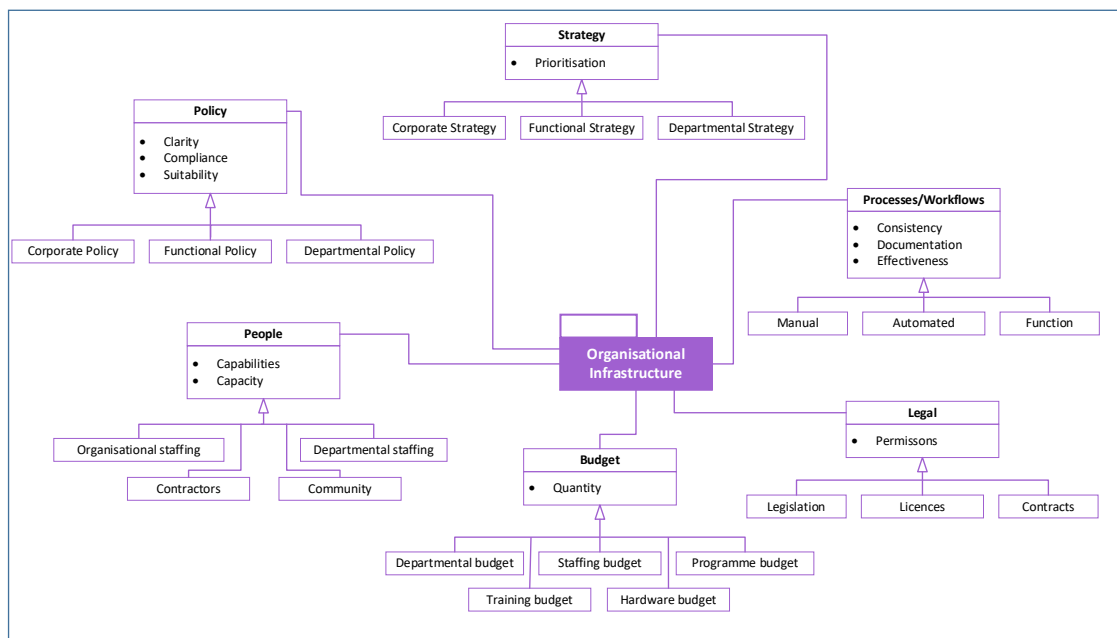 Strategy
• Prioritisation
Corporate Strategy
Functional Strategy
Departmental Strategy
Policy
• Clarity
• Compliance
• Suitability
Corporate Policy
Functional Policy
Departmental Policy
Processes/Workflows
• Consistency
• Documentation
• Effectiveness
Manual
Automated
Function
People
• Capabilities
• Capacity
Organisational staffing
Departmental staffing
Contractors
Community
Organisational
Infrastructure
Legal
• Permissons
Legislation
Licences
Contracts
Budget
• Quantity
Departmental budget
Staffing budget
Programme budget
Training budget
Hardware budget